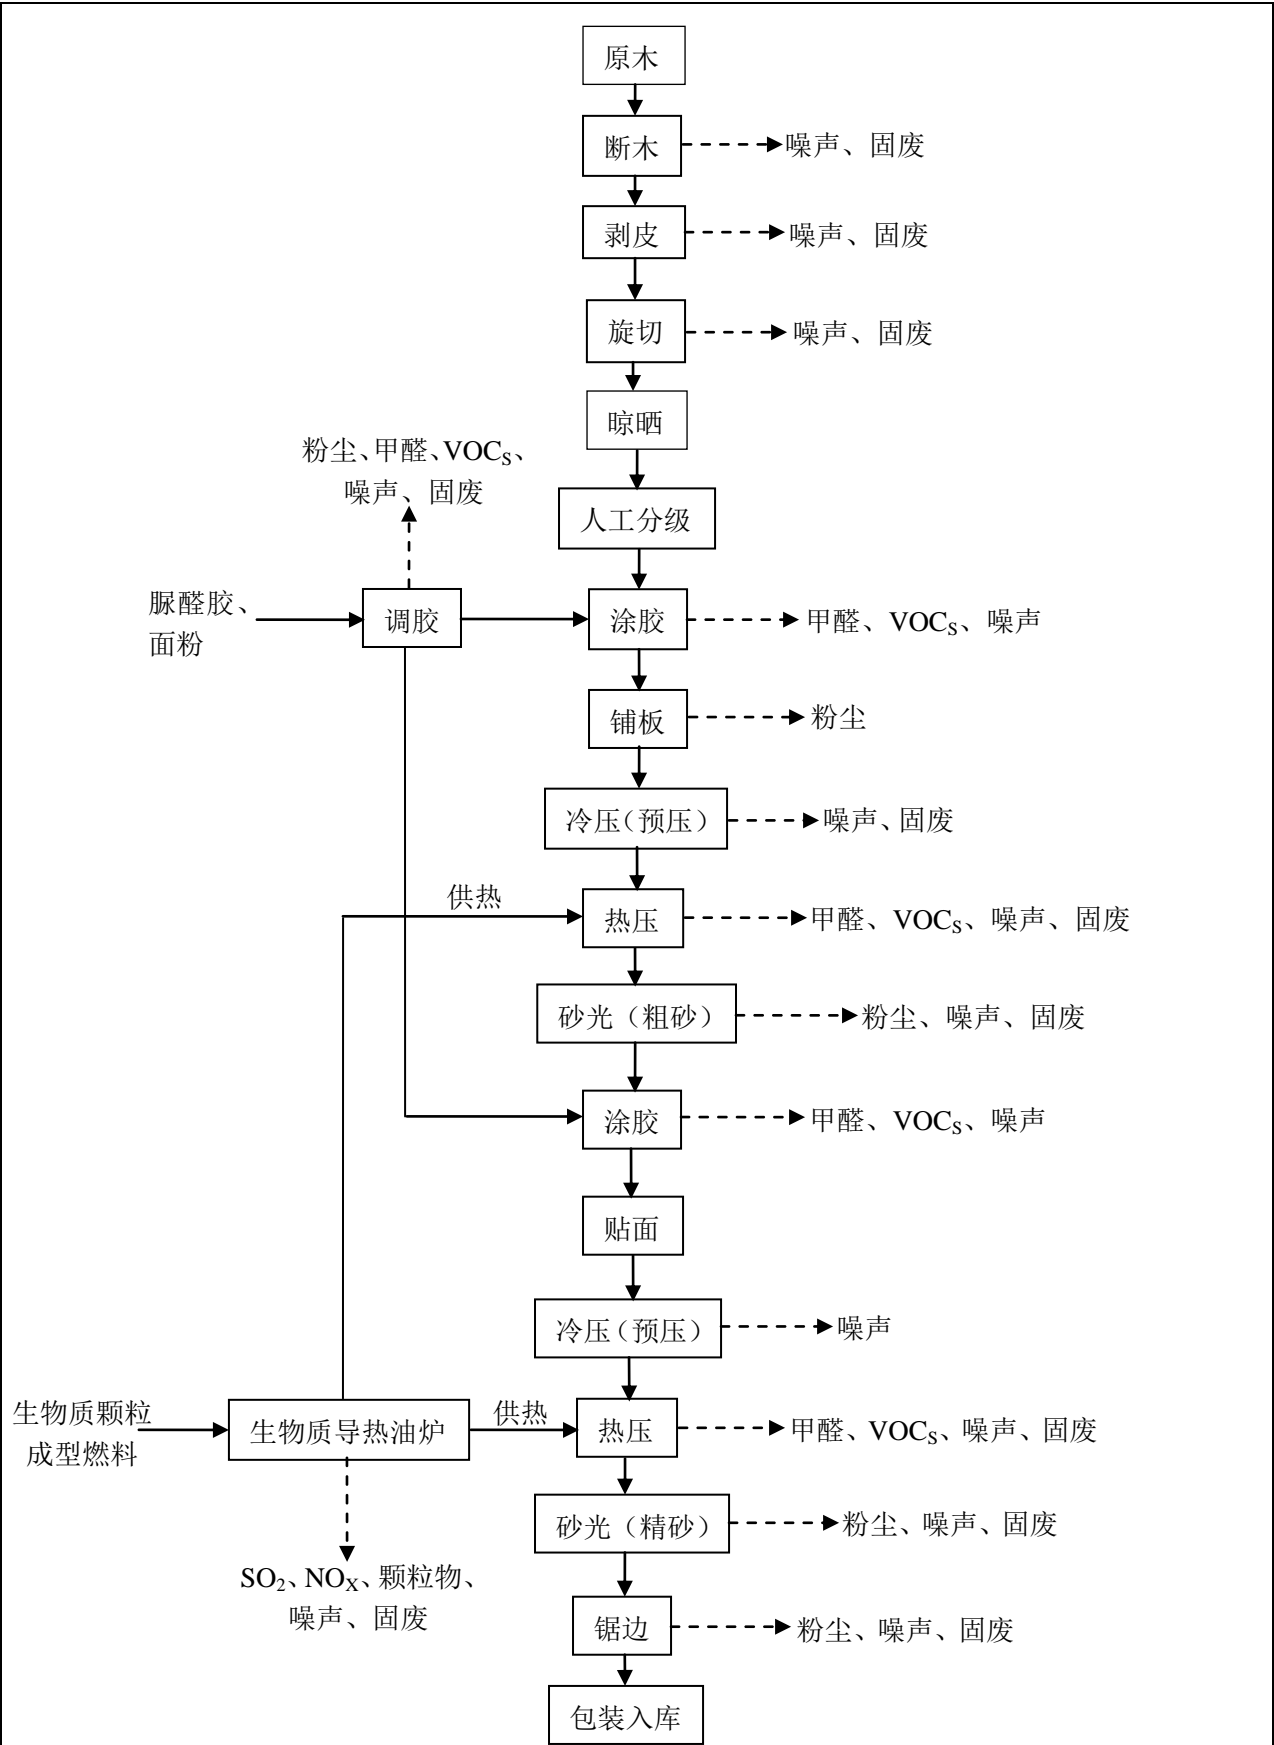 原木
断木
噪声、固废
剥皮
噪声、固废
旋切
噪声、固废
晾晒
粉尘、甲醛、VOCs、
噪声、固废
人工分级
脲醛胶、
面粉
调胶
涂胶
甲醛、VOCs、噪声
铺板
粉尘
冷压（预压）
噪声、固废
供热
热压
甲醛、VOCs、噪声、固废
砂光（粗砂）
粉尘、噪声、固废
涂胶
甲醛、VOCs、噪声
贴面
冷压（预压）
噪声
生物质颗粒
成型燃料
生物质导热油炉
供热
热压
甲醛、VOCs、噪声、固废
砂光（精砂）
粉尘、噪声、固废
SO₂、NOX、颗粒物、
噪声、固废
锯边
粉尘、噪声、固废
包装入库